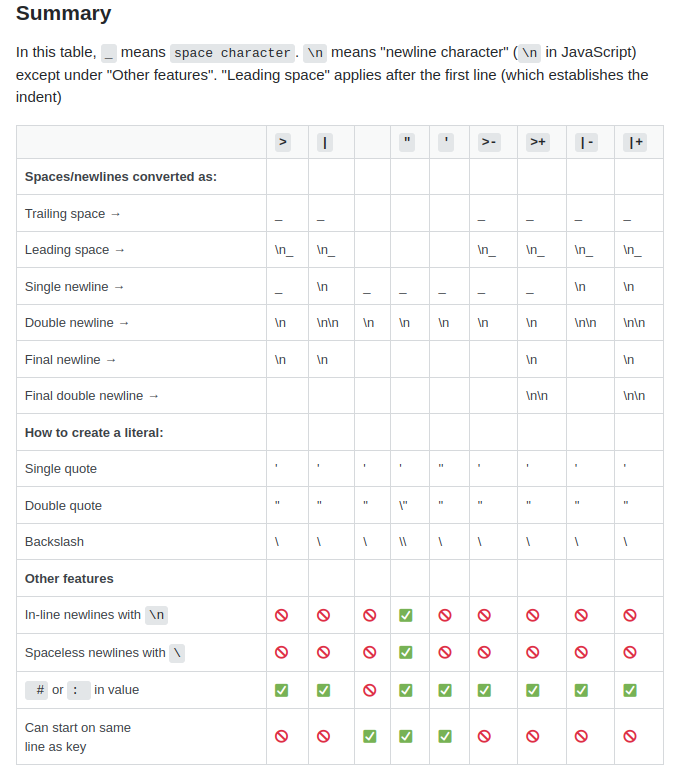 Summary
In this table, _ means space character. \n means "newline character" (\n in JavaScript)
except under "Other features". "Leading space" applies after the first line (which establishes the
indent)
> | " ' >- >+ |- |+
Spaces/newlines converted as:
Trailing space → _ _ _ _ _ _
Leading space → \n_ \n_ \n_ \n_ \n_ \n_
Single newline → _ \n _ _ _ _ _ \n \n
Double newline → \n \n\n \n \n \n \n \n \n\n \n\n
Final newline → \n \n \n \n
Final double newline → \n\n \n\n
How to create a literal:
Single quote ' ' ' ' '' ' ' ' '
Double quote " " " \" " " " " "
Backslash \ \ \ \\ \ \ \ \ \
Other features
In-line newlines with \n 🚫 🚫 🚫 ✅ 🚫 🚫 🚫 🚫 🚫
Spaceless newlines with \ 🚫 🚫 🚫 ✅ 🚫 🚫 🚫 🚫 🚫
# or : in value ✅ ✅ 🚫 ✅ ✅ ✅ ✅ ✅ ✅
Can start on same
line as key 🚫 🚫 ✅ ✅ ✅ 🚫 🚫 🚫 🚫